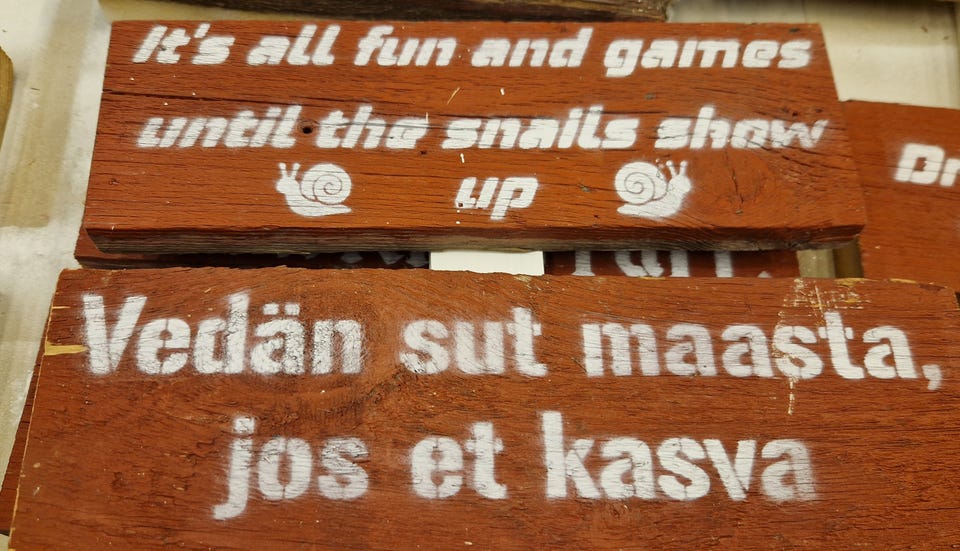 It's all fun and games
until the snails show
up
Vedän sut maasta,
jos et kasva